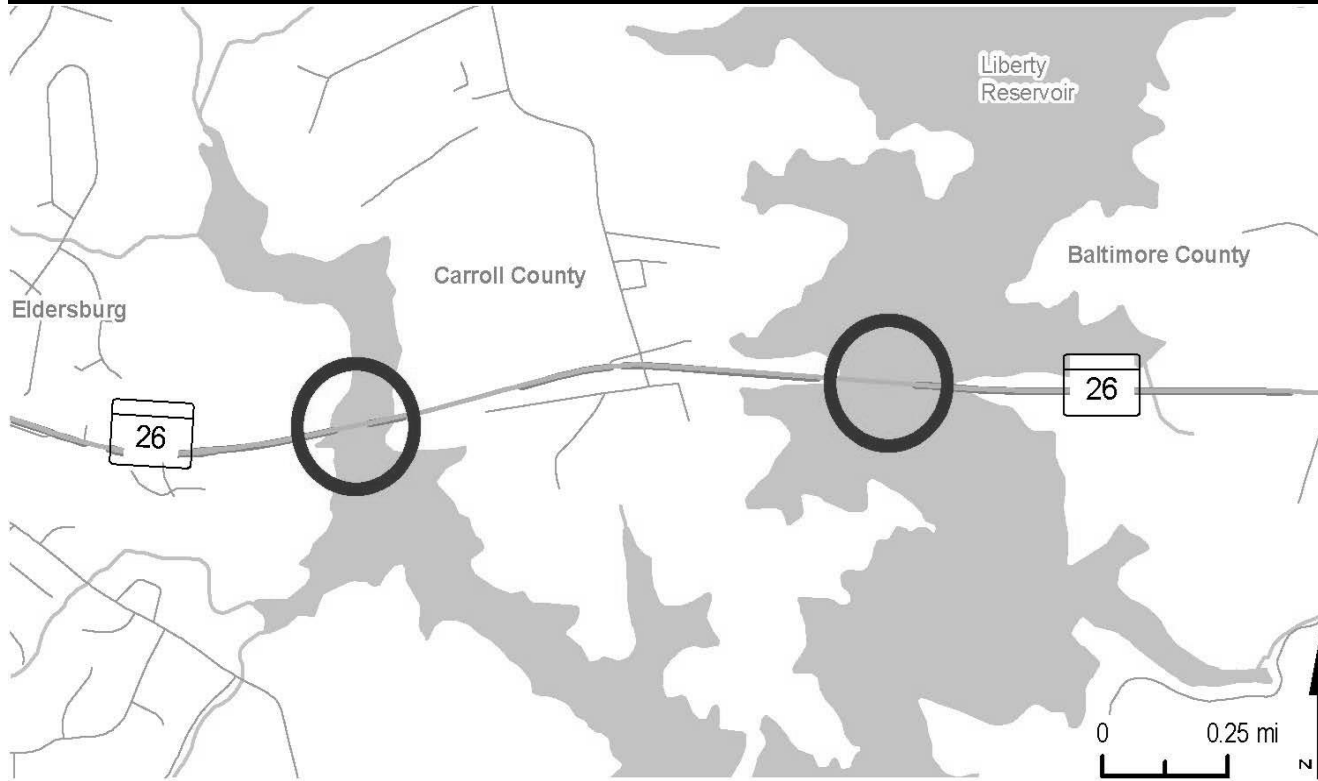 Liberty
Reservoir
Baltimore County
Carroll County
Eldersburg
26
26
0 0.25 mi
N